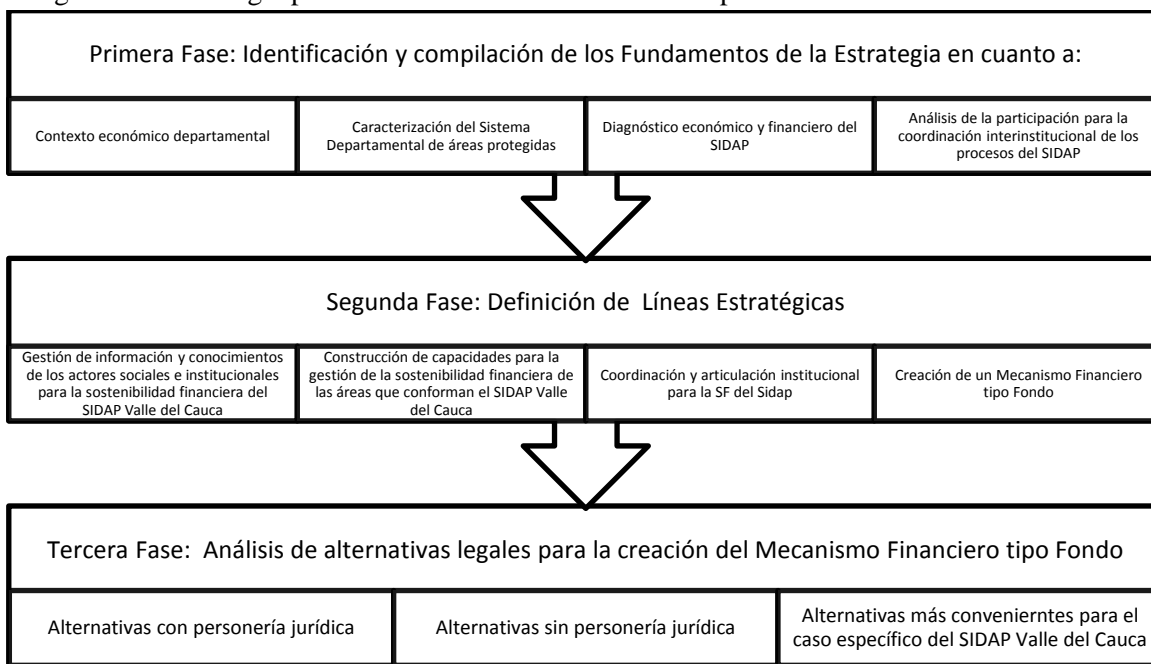 Primera Fase: Identificación y compilación de los Fundamentos de la Estrategia en cuanto a:
Contexto económico departamental
Caracterización del Sistema
Departamental de áreas protegidas
Diagnóstico económico y financiero del
SIDAP
Análisis de la participación para la
coordinación interinstitucional de los
procesos del SIDAP
Segunda Fase: Definición de Líneas Estratégicas
Gestión de información y conocimientos
de los actores sociales e institucionales
para la sostenibilidad financiera del
SIDAP Valle del Cauca
Construcción de capacidades para la
gestión de la sostenibilidad financiera de
las áreas que conforman el SIDAP Valle
del Cauca
Coordinación y articulación institucional
para la SF del Sidap
Creación de un Mecanismo Financiero
tipo Fondo
Tercera Fase: Análisis de alternativas legales para la creación del Mecanismo Financiero tipo Fondo
Alternativas con personería jurídica
Alternativas sin personería jurídica
Alternativas más convenierntes para el
caso específico del SIDAP Valle del Cauca